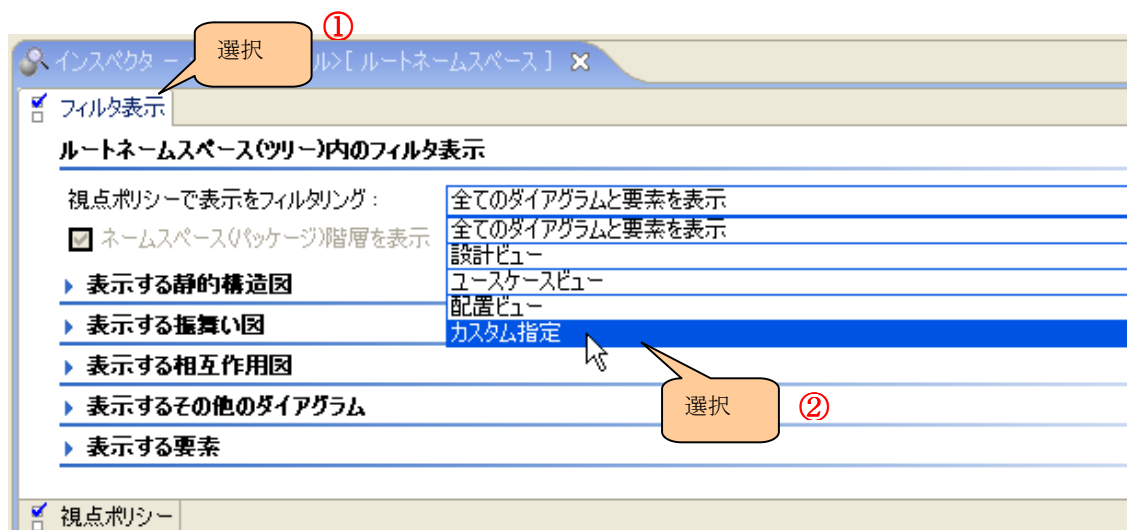 ①
選択
インスペクタ － ル>[ ルートネームスペース ]
フィルタ表示
ルートネームスペース(ツリー)内のフィルタ表示
視点ポリシーで表示をフィルタリング :
全てのダイアグラムと要素を表示
全てのダイアグラムと要素を表示
ネームスペース(パッケージ)階層を表示
設計ビュー
ユースケースビュー
配置ビュー
カスタム指定
表示する静的構造図
表示する振舞い図
表示する相互作用図
選択
②
表示するその他のダイアグラム
表示する要素
視点ポリシー